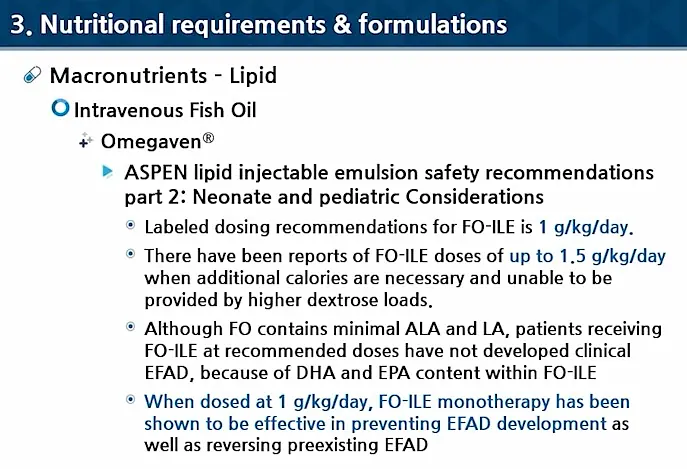 3. Nutritional requirements & formulations
Macronutrients - Lipid
Intravenous Fish Oil
Omegaven®
ASPEN lipid injectable emulsion safety recommendations
part 2: Neonate and pediatric Considerations
Labeled dosing recommendations for FO-ILE is 1 g/kg/day.
There have been reports of FO-ILE doses of up to 1.5 g/kg/day
when additional calories are necessary and unable to be
provided by higher dextrose loads.
Although FO contains minimal ALA and LA, patients receiving
FO-ILE at recommended doses have not developed clinical
EFAD, because of DHA and EPA content within FO-ILE
When dosed at 1 g/kg/day, FO-ILE monotherapy has been
shown to be effective in preventing EFAD development as
well as reversing preexisting EFAD